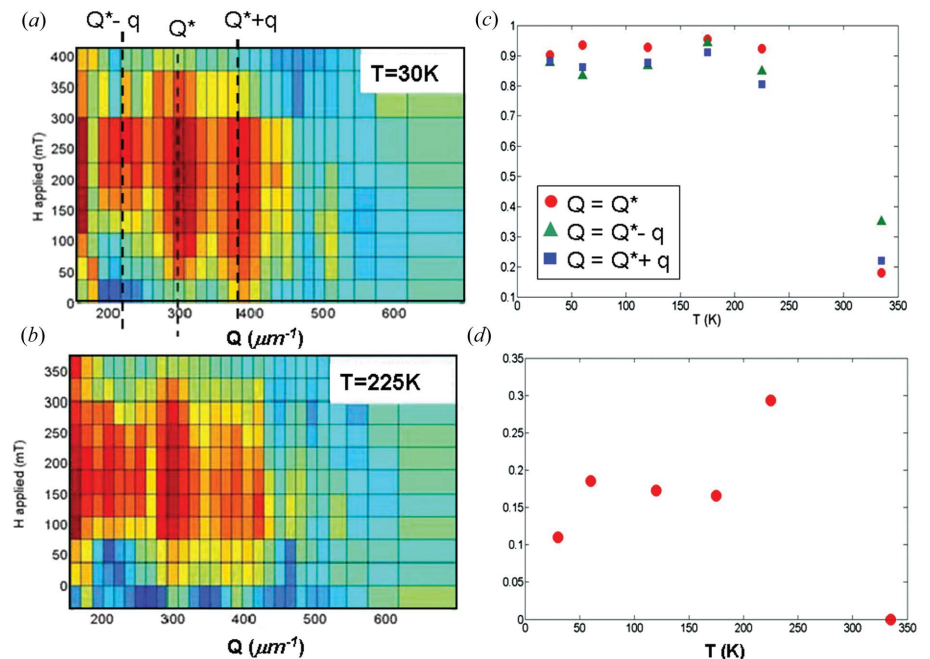 (a)
Q*- q
Q*
Q*+q
T=30K
H applied (mT)
400
350
300
250
200
150
100
50
0
200
300
400
500
600
Q (μm⁻¹)
(b)
T=225K
H applied (mT)
350
300
250
200
150
100
50
0
200
300
400
500
600
Q (μm⁻¹)
(c)
1
0.9
0.8
0.7
0.6
0.5
0.4
0.3
0.2
0.1
Q = Q*
Q = Q*- q
Q = Q*+ q
0 50 100 150 200 250 300 350
T (K)
(d)
0.35
0.3
0.25
0.2
0.15
0.1
0.05
0
0 50 100 150 200 250 300 350
T (K)